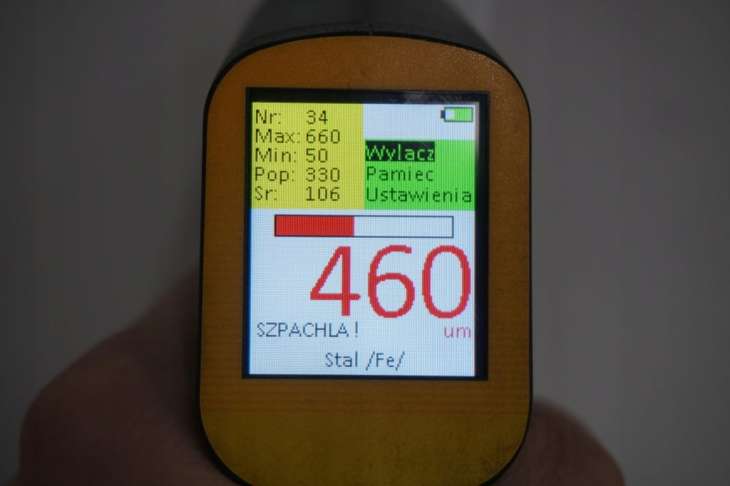 Nr: 34
Max: 660
Min: 50
Pop: 330
Sr: 106
Wylacz
Pamiec
Ustawienia
460
SZPACHLA !
um
Stal /Fe/